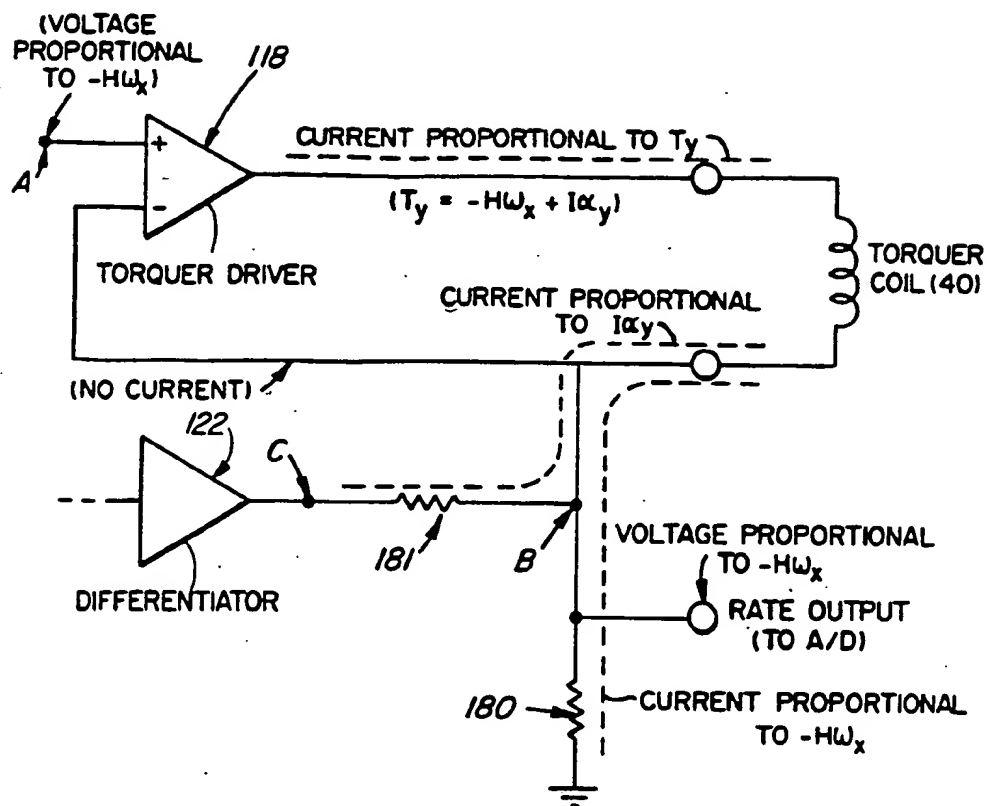 (VOLTAGE
PROPORTIONAL
TO -Hωx)
118
A
+
-
-
TORQUER DRIVER
CURRENT PROPORTIONAL TO Ty
(Ty = -Hωx + Iαy)
TORQUER
COIL (40)
CURRENT PROPORTIONAL
TO Iαy
(NO CURRENT)
122
C
181
B
DIFFERENTIATOR
VOLTAGE PROPORTIONAL
TO -Hωx
RATE OUTPUT
(TO A/D)
180
CURRENT PROPORTIONAL
TO -Hωx